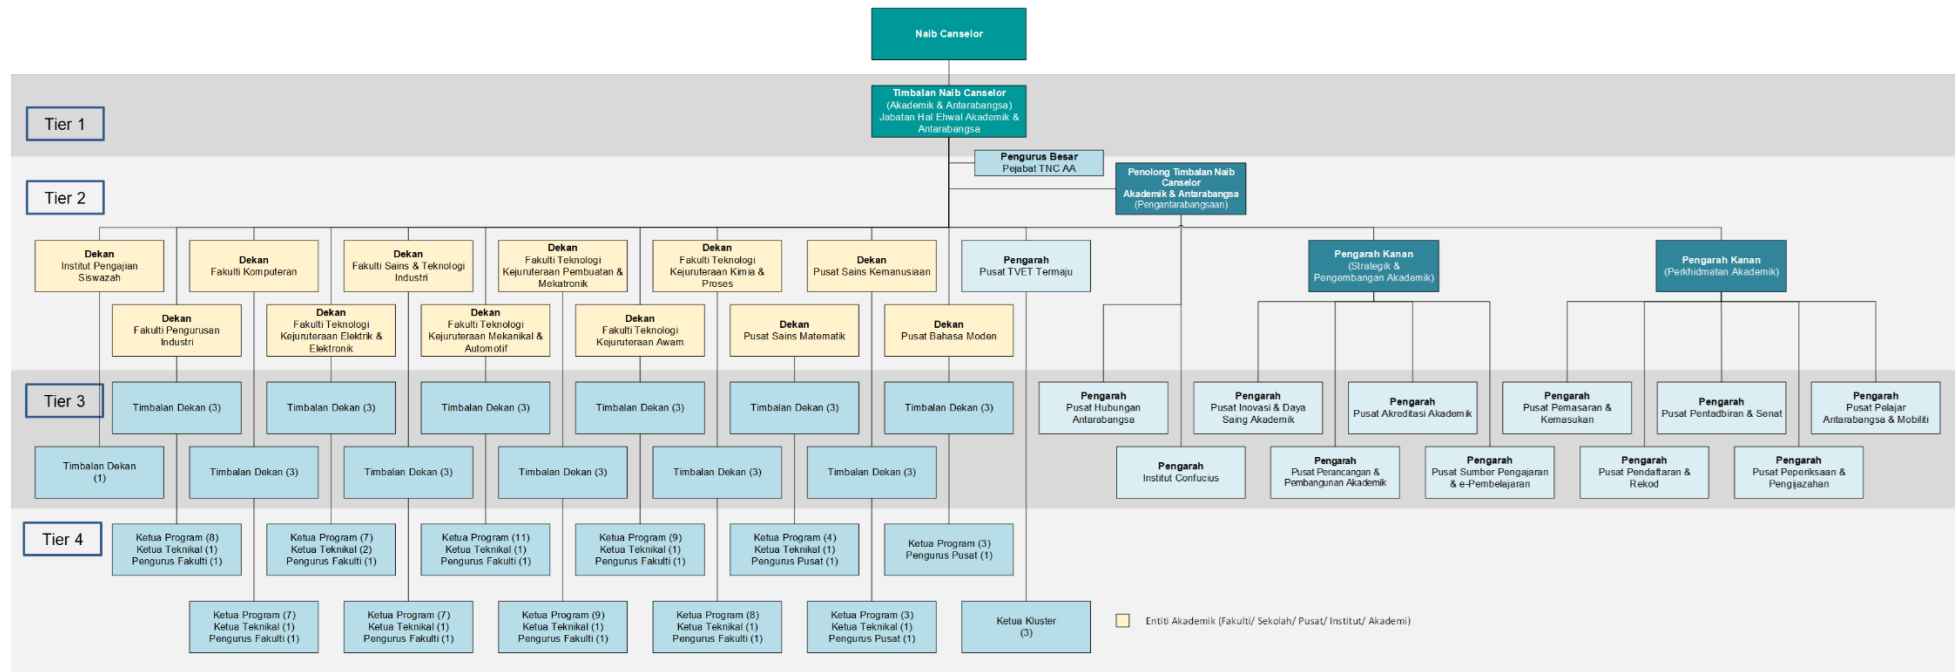 Naib Canselor
Tier 1
Timbalan Naib Canselor
(Akademik & Antarabangsa)
Jabatan Hal Ehwal Akademik &
Antarabangsa
Tier 2
Pengurus Besar
Pejabat TNC AA
Penolong Timbalan Naib
Canselor
Akademik & Antarabangsa
(Pengantarabangsaan)
Dekan
Institut Pengajian
Siswazah
Dekan
Fakulti Komputeran
Dekan
Fakulti Sains & Teknologi
Industri
Dekan
Fakulti Teknologi
Kejuruteraan Pembuatan &
Mekatronik
Dekan
Fakulti Teknologi
Kejuruteraan Kimia &
Proses
Dekan
Pusat Sains Kemanusiaan
Pengarah
Pusat TVET Termaju
Pengarah Kanan
(Strategik &
Pengembangan Akademik)
Pengarah Kanan
(Perkhidmatan Akademik)
Dekan
Fakulti Pengurusan
Industri
Dekan
Fakulti Teknologi
Kejuruteraan Elektrik &
Elektronik
Dekan
Fakulti Teknologi
Kejuruteraan Mekanikal &
Automotif
Dekan
Fakulti Teknologi
Kejuruteraan Awam
Dekan
Pusat Sains Matematik
Dekan
Pusat Bahasa Moden
Tier 3
Timbalan Dekan (3)
Timbalan Dekan (3)
Timbalan Dekan (3)
Timbalan Dekan (3)
Timbalan Dekan (3)
Timbalan Dekan (3)
Pengarah
Pusat Hubungan
Antarabangsa
Pengarah
Pusat Inovasi & Daya
Saing Akademik
Pengarah
Pusat Akreditasi Akademik
Pengarah
Pusat Pemasaran &
Kemasukan
Pengarah
Pusat Pentadbiran & Senat
Pengarah
Pusat Pelajar
Antarabangsa & Mobiliti
Timbalan Dekan
(1)
Timbalan Dekan (3)
Timbalan Dekan (3)
Timbalan Dekan (3)
Timbalan Dekan (3)
Timbalan Dekan (3)
Pengarah
Institut Confucius
Pengarah
Pusat Perancangan &
Pembangunan Akademik
Pengarah
Pusat Sumber Pengajaran
& e-Pembelajaran
Pengarah
Pusat Pendaftaran &
Rekod
Pengarah
Pusat Peperiksaan &
Pengijazahan
Tier 4
Ketua Program (8)
Ketua Teknikal (1)
Pengurus Fakulti (1)
Ketua Program (7)
Ketua Teknikal (2)
Pengurus Fakulti (1)
Ketua Program (11)
Ketua Teknikal (1)
Pengurus Fakulti (1)
Ketua Program (9)
Ketua Teknikal (1)
Pengurus Fakulti (1)
Ketua Program (4)
Ketua Teknikal (1)
Pengurus Pusat (1)
Ketua Program (3)
Pengurus Pusat (1)
Ketua Program (7)
Ketua Teknikal (1)
Pengurus Fakulti (1)
Ketua Program (7)
Ketua Teknikal (1)
Pengurus Fakulti (1)
Ketua Program (9)
Ketua Teknikal (1)
Pengurus Fakulti (1)
Ketua Program (8)
Ketua Teknikal (1)
Pengurus Fakulti (1)
Ketua Program (3)
Ketua Teknikal (1)
Pengurus Pusat (1)
Ketua Kluster
(3)
Entiti Akademik (Fakulti/ Sekolah/ Pusat/ Institut/ Akademi)